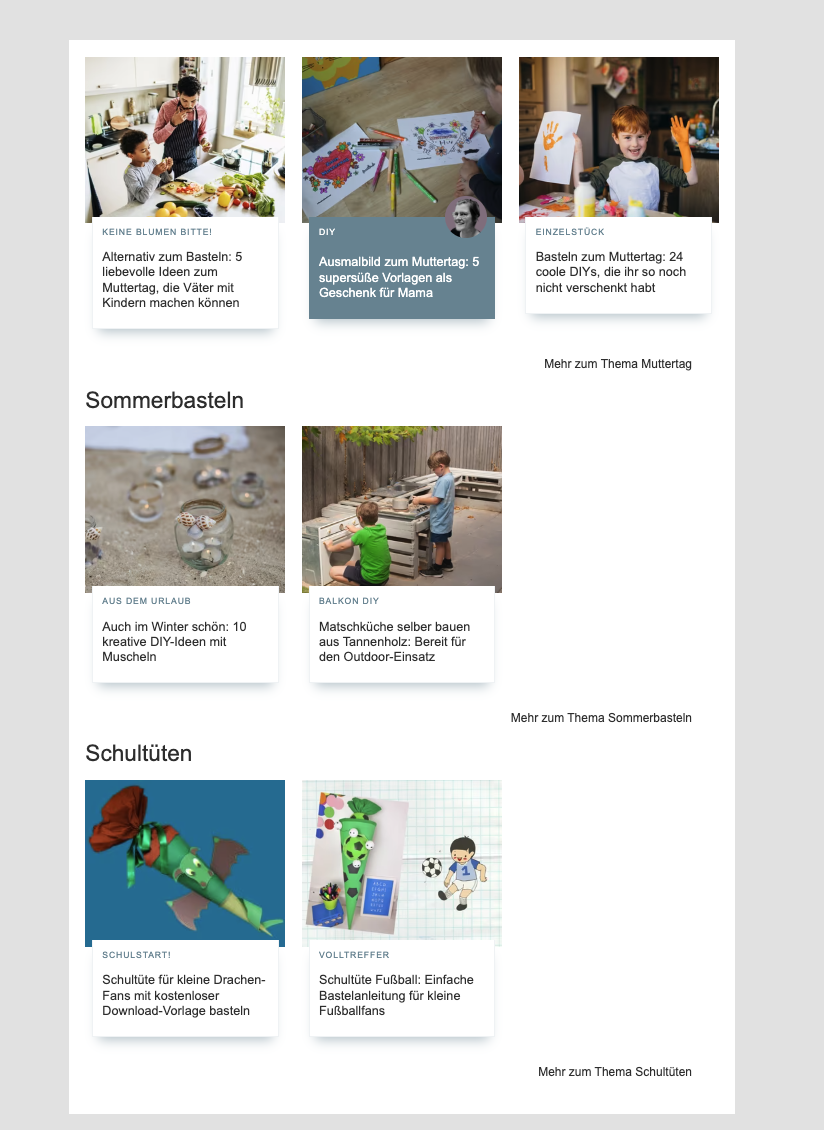 KEINE BLUMEN BITTE!
Alternativ zum Basteln: 5
liebevolle Ideen zum
Muttertag, die Väter mit
Kindern machen können
DIY
Ausmalbild zum Muttertag: 5
supersüße Vorlagen als
Geschenk für Mama
EINZELSTÜCK
Basteln zum Muttertag: 24
coole DIYs, die ihr so noch
nicht verschenkt habt
Mehr zum Thema Muttertag
Sommerbasteln
AUS DEM URLAUB
Auch im Winter schön: 10
kreative DIY-Ideen mit
Muscheln
BALKON DIY
Matschküche selber bauen
aus Tannenholz: Bereit für
den Outdoor-Einsatz
Mehr zum Thema Sommerbasteln
Schultüten
1
SCHULSTART!
Schultüte für kleine Drachen-
Fans mit kostenloser
Download-Vorlage basteln
VOLLTREFFER
Schultüte Fußball: Einfache
Bastelanleitung für kleine
Fußballfans
Mehr zum Thema Schultüten